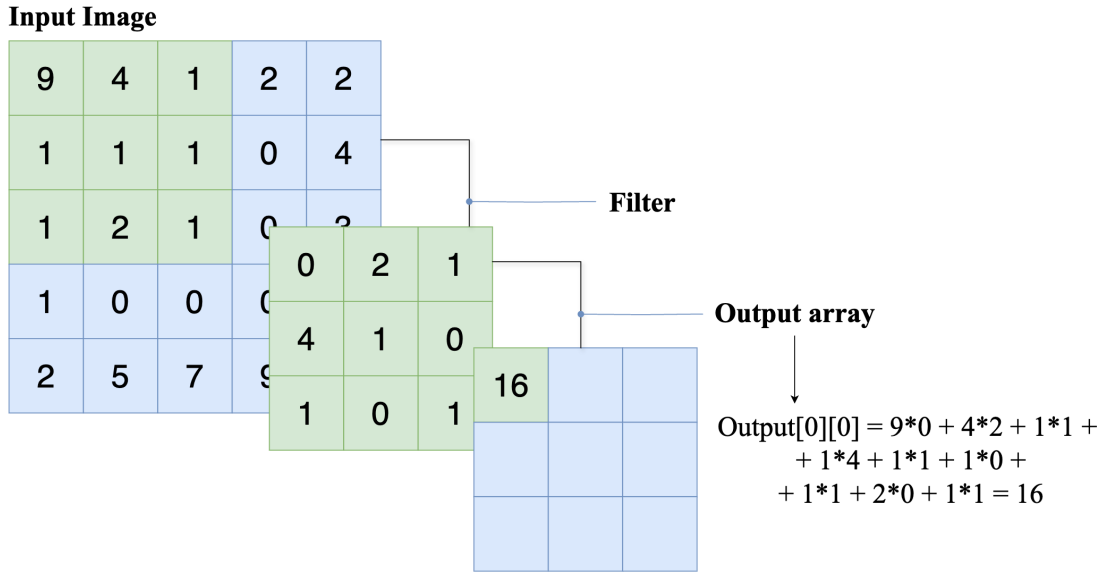 Input Image
9 4 1 2 2
1 1 1 0 4
1 2 1
1 0 0
2 5 7
Filter
0 2 1
4 1 0
1 0 1
Output array
16
Output[0][0] = 9*0 + 4*2 + 1*1 +
+ 1*4 + 1*1 + 1*0 +
+ 1*1 + 2*0 + 1*1 = 16